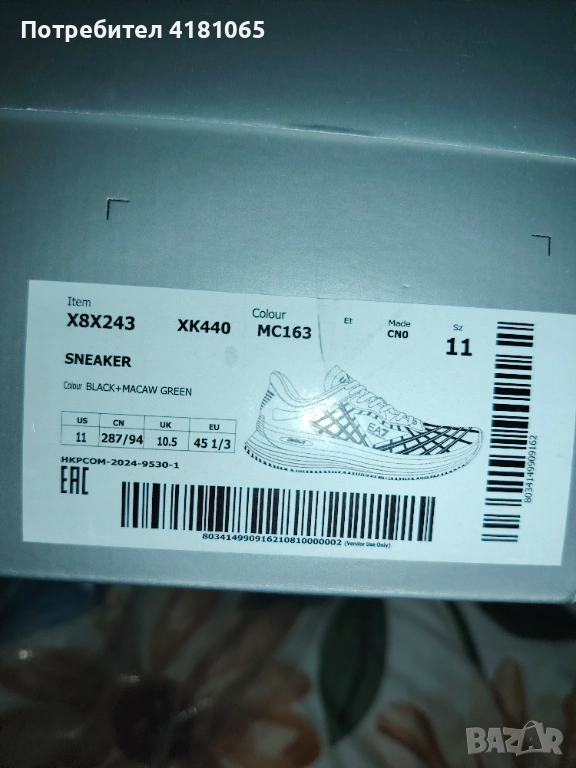 Потребител 4181065
Item
X8X243
XK440
Colour
MC163
Et
Made
CN0
Sz
11
SNEAKER
Colour BLACK+MACAW GREEN
US CN UK EU
11 287/94 10.5 45 1/3
HKPCOM-2024-9530-1
EAC
EA7
8034149909162
803414990916210810000002 (Vendor Use Only)
BAZAR